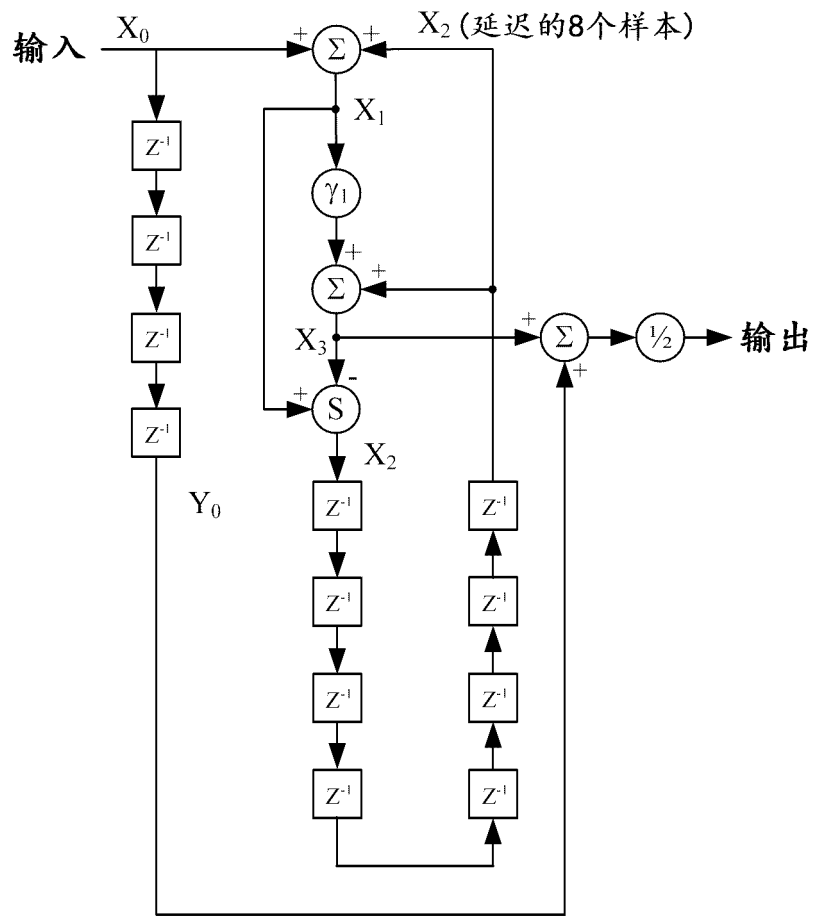 输入
X₀
+
Σ
+
X₂ (延迟的8个样本)
X₁
Z⁻¹
γ₁
Z⁻¹
+
Σ
+
Z⁻¹
X₃
+
Σ
½
输出
+
-
+
S
Z⁻¹
X₂
Y₀
Z⁻¹
Z⁻¹
Z⁻¹
Z⁻¹
Z⁻¹
Z⁻¹
Z⁻¹
Z⁻¹